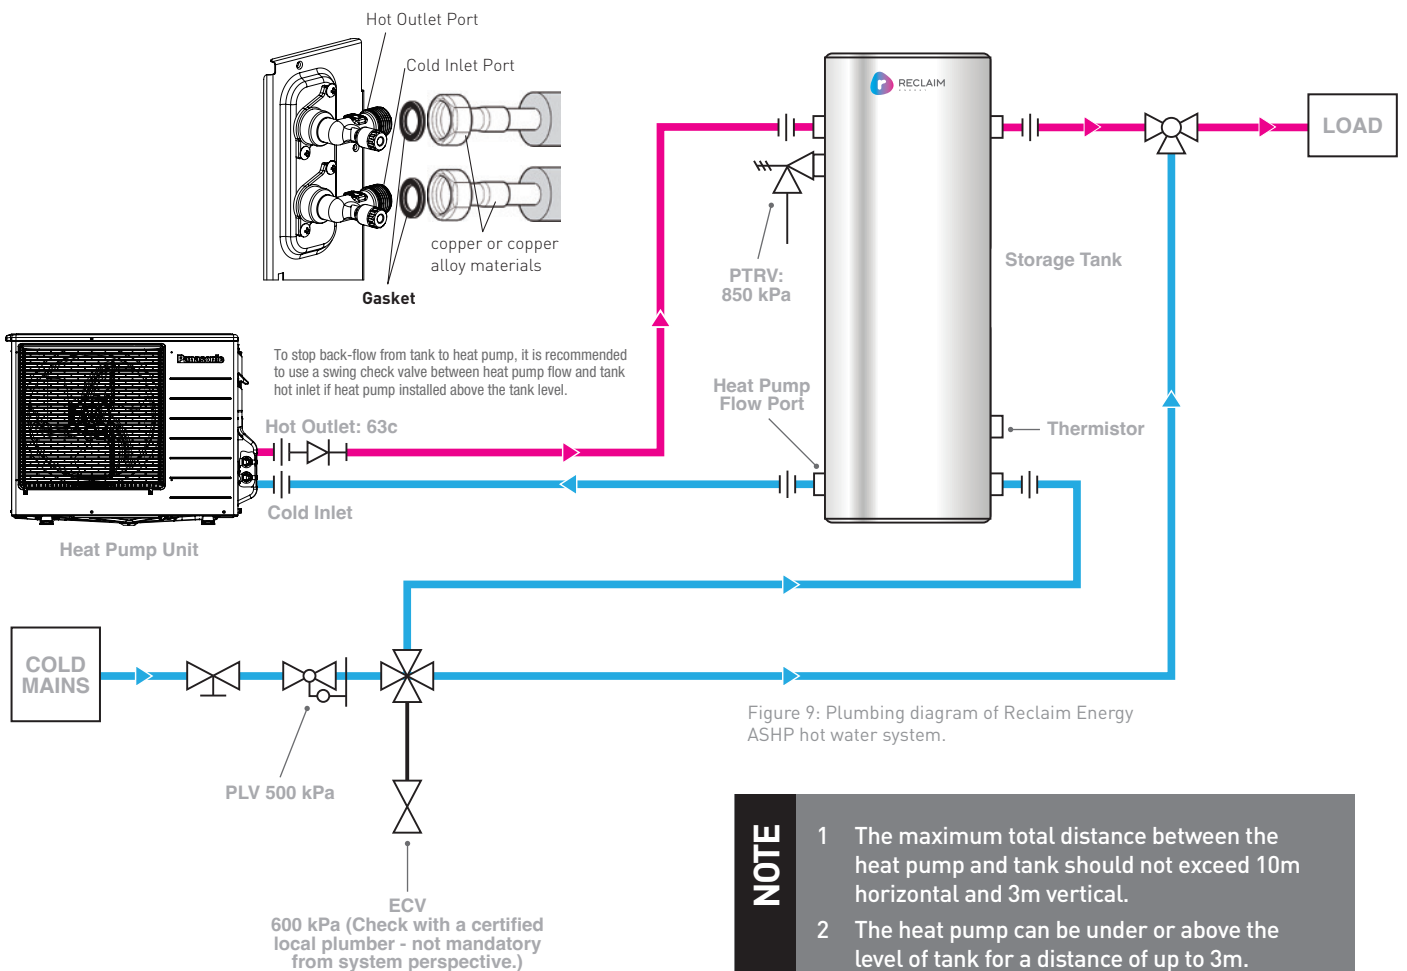 Hot Outlet Port
Cold Inlet Port
copper or copper
alloy materials
Gasket
RECLAIM
ENERGY
LOAD
PTRV:
850 kPa
Storage Tank
Panasonic
To stop back-flow from tank to heat pump, it is recommended
to use a swing check valve between heat pump flow and tank
hot inlet if heat pump installed above the tank level.
Heat Pump
Flow Port
Hot Outlet: 63c
Thermistor
Cold Inlet
Heat Pump Unit
COLD
MAINS
Figure 9: Plumbing diagram of Reclaim Energy
ASHP hot water system.
PLV 500 kPa
ECV
600 kPa (Check with a certified
local plumber - not mandatory
from system perspective.)
NOTE
1 The maximum total distance between the
heat pump and tank should not exceed 10m
horizontal and 3m vertical.
2 The heat pump can be under or above the
level of tank for a distance of up to 3m.